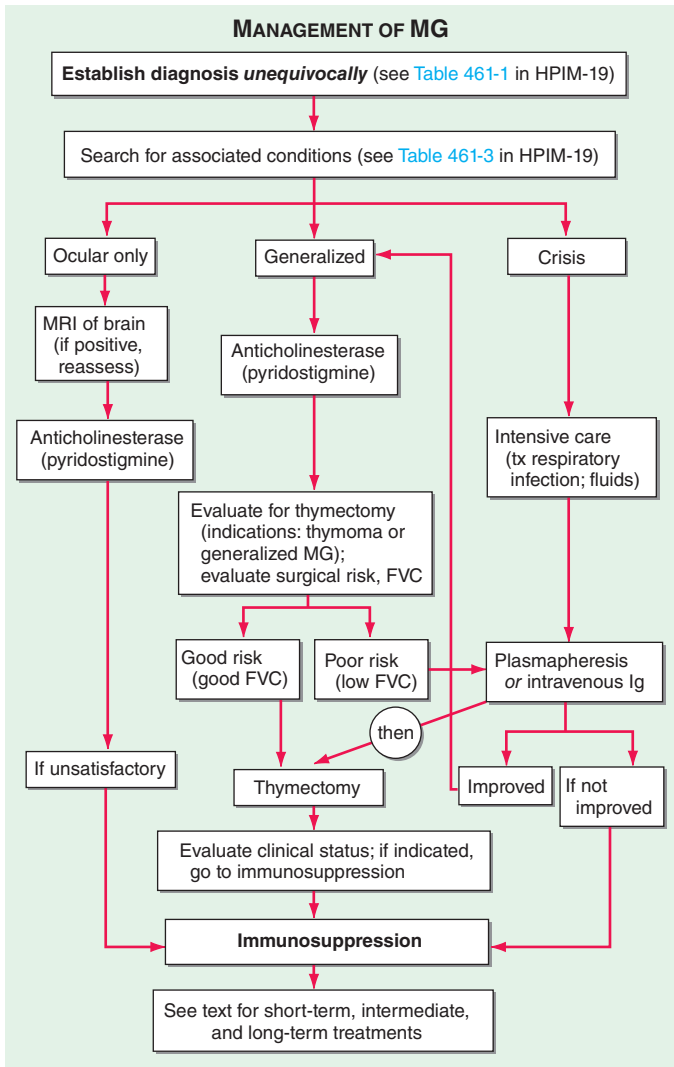 MANAGEMENT OF MG
Establish diagnosis unequivocally (see Table 461-1 in HPIM-19)
Search for associated conditions (see Table 461-3 in HPIM-19)
Ocular only
Generalized
Crisis
MRI of brain
(if positive,
reassess)
Anticholinesterase
(pyridostigmine)
Anticholinesterase
(pyridostigmine)
Intensive care
(tx respiratory
infection; fluids)
Evaluate for thymectomy
(indications: thymoma or
generalized MG);
evaluate surgical risk, FVC
Good risk
(good FVC)
Poor risk
(low FVC)
Plasmapheresis
or intravenous Ig
then
If unsatisfactory
Thymectomy
Improved
If not
improved
Evaluate clinical status; if indicated,
go to immunosuppression
Immunosuppression
See text for short-term, intermediate,
and long-term treatments